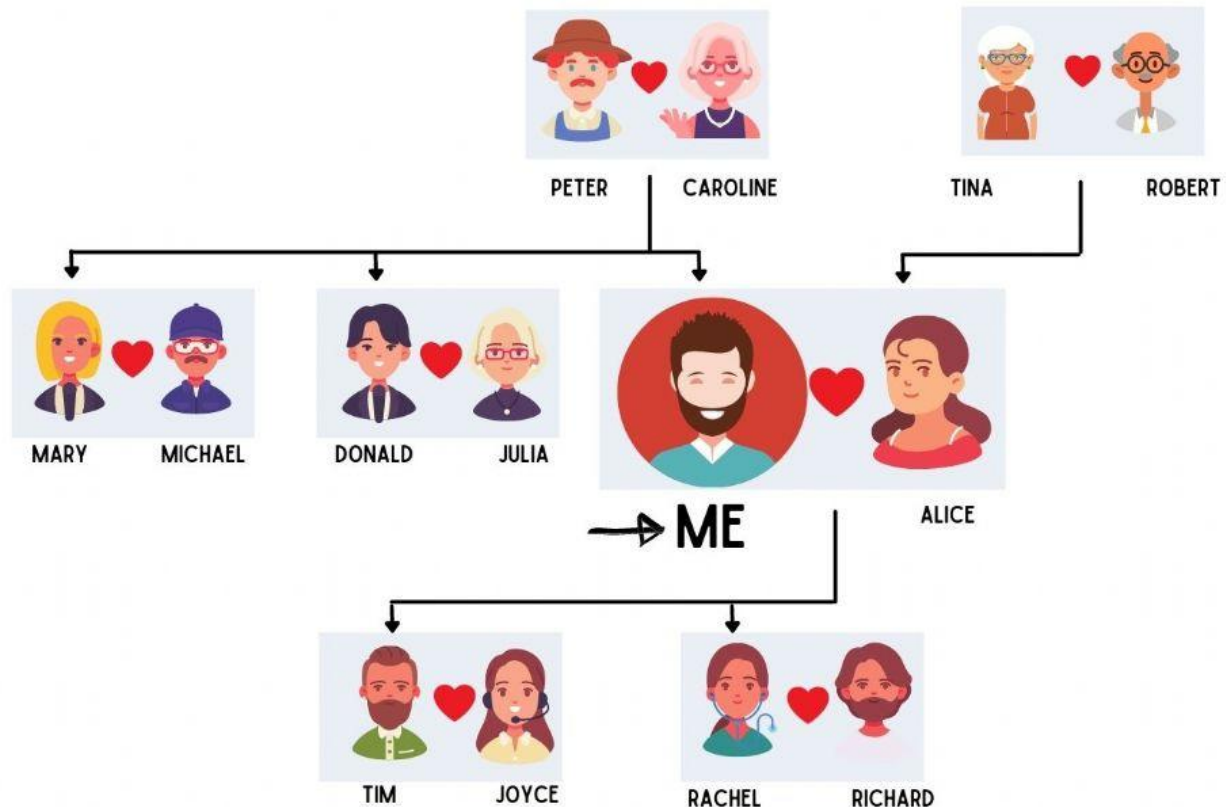 PETER CAROLINE TINA ROBERT
MARY MICHAEL DONALD JULIA
ME ALICE
TIM JOYCE RACHEL RICHARD